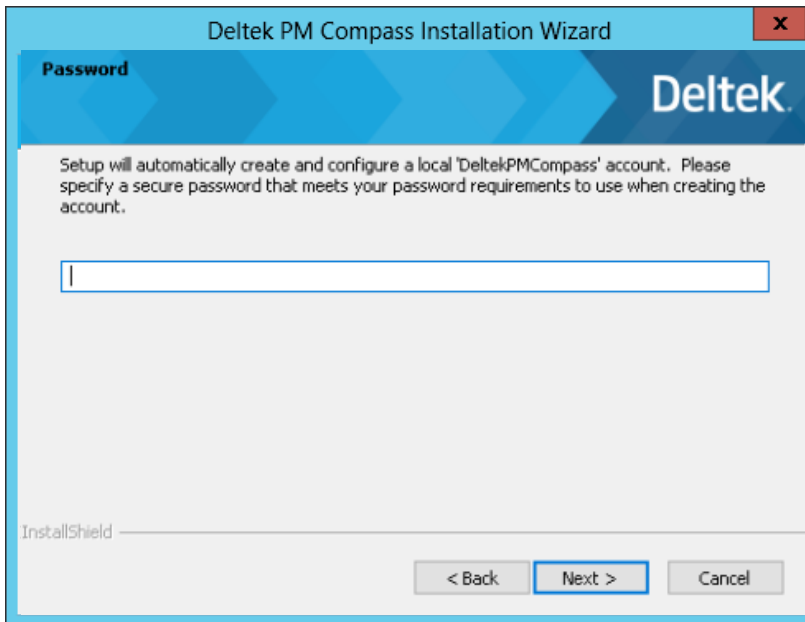 Deltek PM Compass Installation Wizard
x
Password
Deltek.
Setup will automatically create and configure a local 'DeltekPMCompass' account.  Please
specify a secure password that meets your password requirements to use when creating the
account.
InstallShield
< Back
Next >
Cancel